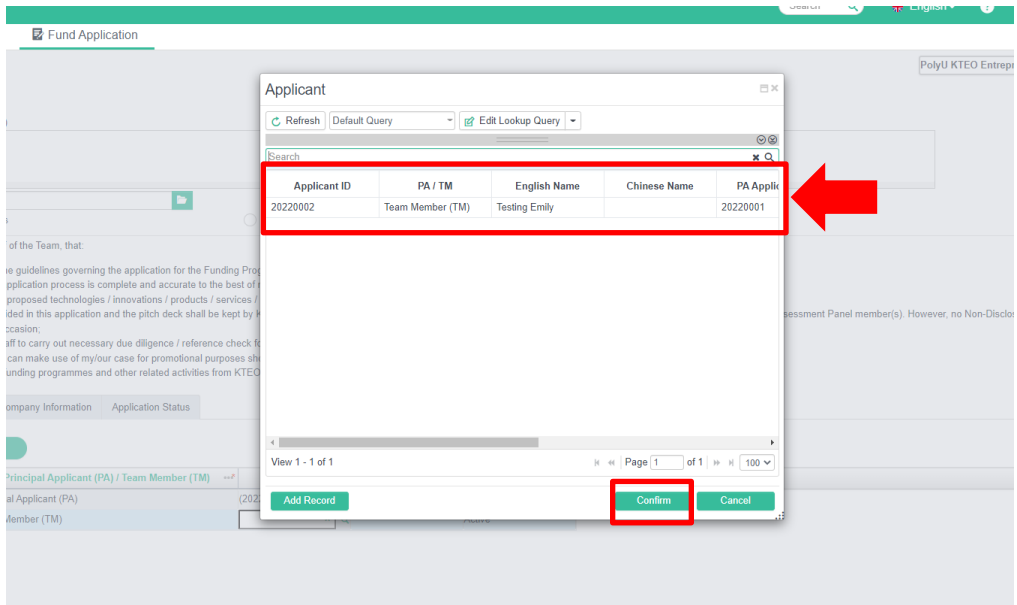 Search
English
?
Fund Application
PolyU KTEO Entrepr
Applicant
Refresh
Default Query
Edit Lookup Query
Search
Applicant ID
PA / TM
English Name
Chinese Name
PA Applic
20220002
Team Member (TM)
Testing Emily
20220001
of the Team, that:
guidelines governing the application for the Funding Prog
pplication process is complete and accurate to the best of
proposed technologies / innovations / products / services /
ided in this application and the pitch deck shall be kept by K
sessment Panel member(s). However, no Non-Disclos
ccasion;
aff to carry out necessary due diligence / reference check fo
can make use of my/our case for promotional purposes sh
unding programmes and other related activities from KTEO
ompany Information
Application Status
View 1 - 1 of 1
Page 1 of 1
100
Principal Applicant (PA) / Team Member (TM)
al Applicant (PA)
(202
Add Record
Confirm
Cancel
Member (TM)
Active